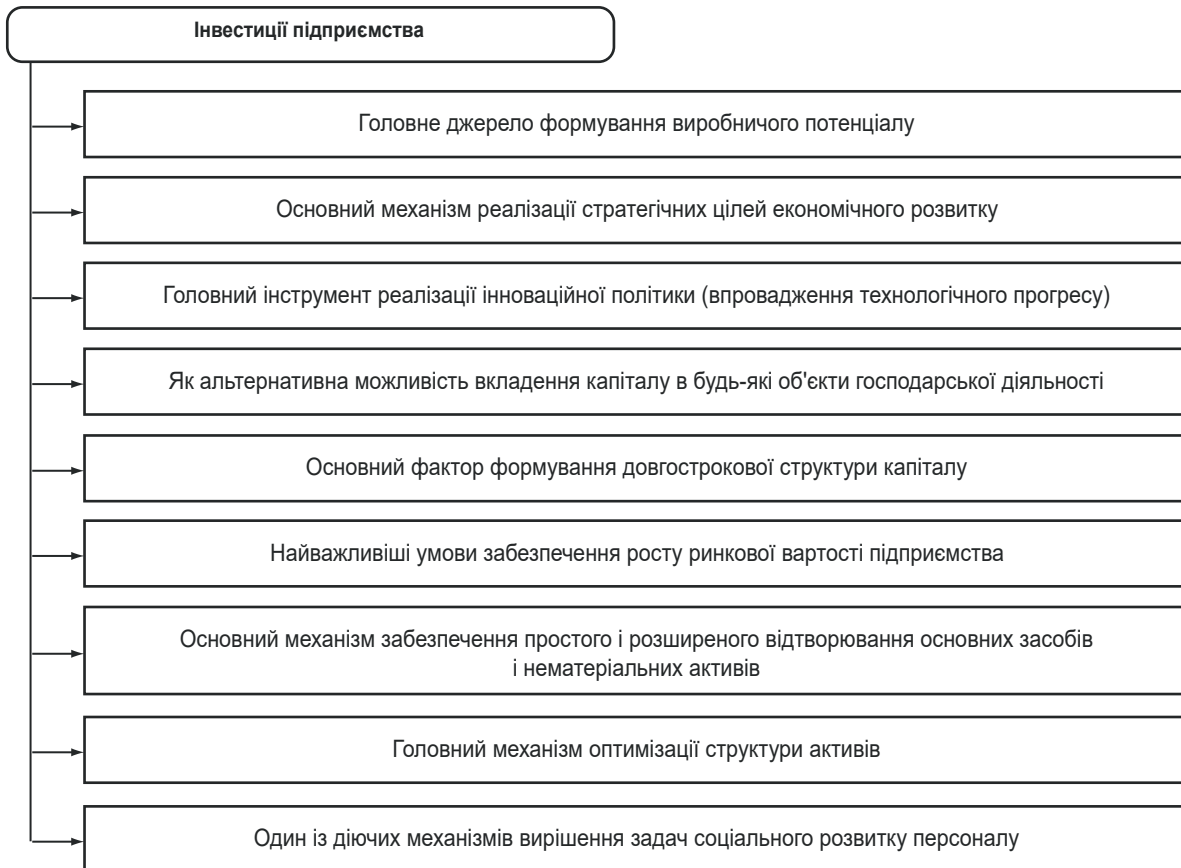 Інвестиції підприємства
Головне джерело формування виробничого потенціалу
Основний механізм реалізації стратегічних цілей економічного розвитку
Головний інструмент реалізації інноваційної політики (впровадження технологічного прогресу)
Як альтернативна можливість вкладення капіталу в будь-які об'єкти господарської діяльності
Основний фактор формування довгострокової структури капіталу
Найважливіші умови забезпечення росту ринкової вартості підприємства
Основний механізм забезпечення простого і розширеного відтворювання основних засобів
і нематеріальних активів
Головний механізм оптимізації структури активів
Один із діючих механізмів вирішення задач соціального розвитку персоналу